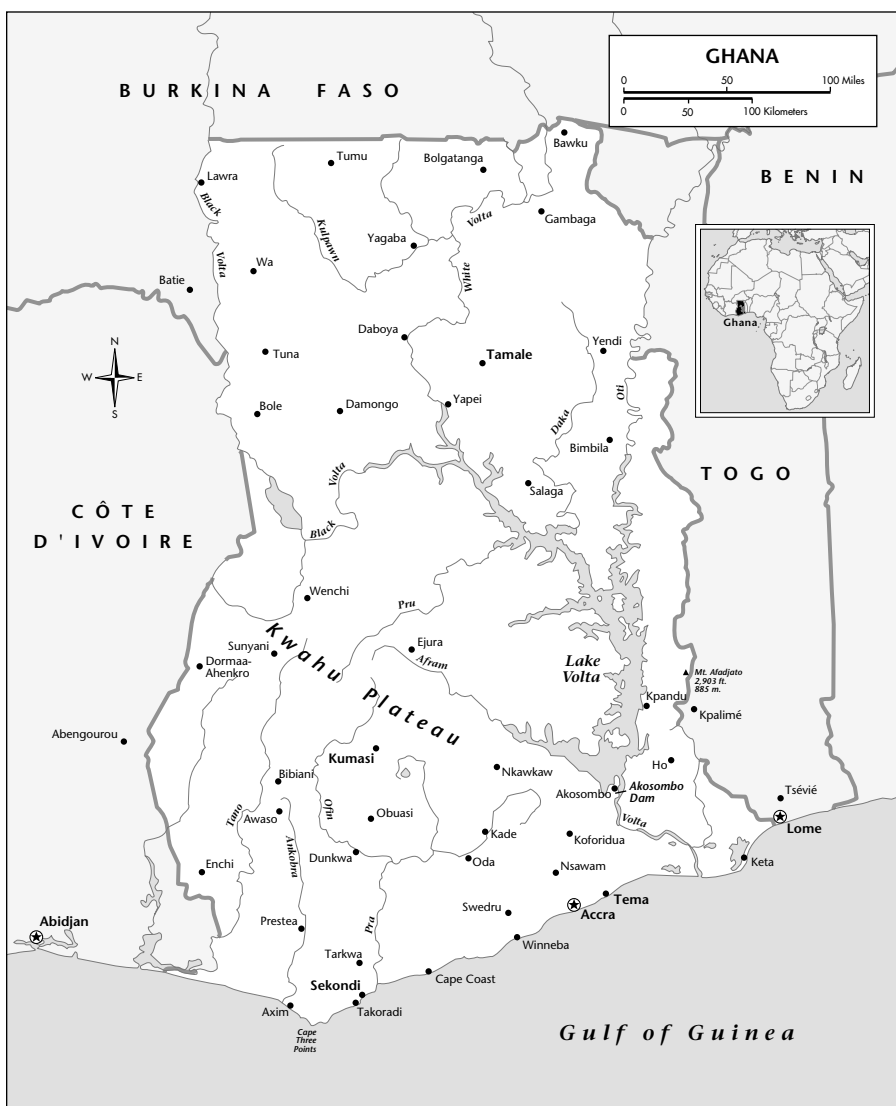 GHANA
0 50 100 Miles
0 50 100 Kilometers
BURKINA FASO
BENIN
Bawku
Tumu
Bolgatanga
Lawra
Black
Volta
Kulpawn
Volta
Gambaga
Yagaba
White
Wa
Batie
Ghana
Daboya
Tuna
Tamale
Yendi
N
W E
S
Oti
Bole
Damongo
Yapei
Daka
Bimbila
Volta
TOGO
Salaga
CÔTE
D'IVOIRE
Black
Wenchi
Pru
Kwahu Plateau
Sunyani
Ejura
Afram
Dormaa-
Ahenkro
Lake
Volta
Mt. Afadjato
2,903 ft.
885 m.
Kpandu
Kpalimé
Abengourou
Kumasi
Nkawkaw
Ho
Bibiani
Akosombo
Akosombo
Dam
Tsévié
Tano
Awaso
Ofin
Obuasi
Volta
Lome
Ankobra
Kade
Koforidua
Dunkwa
Oda
Keta
Enchi
Nsawam
Tema
Abidjan
Prestea
Pra
Swedru
Accra
Winneba
Tarkwa
Cape Coast
Sekondi
Axim
Takoradi
Cape
Three
Points
Gulf of Guinea